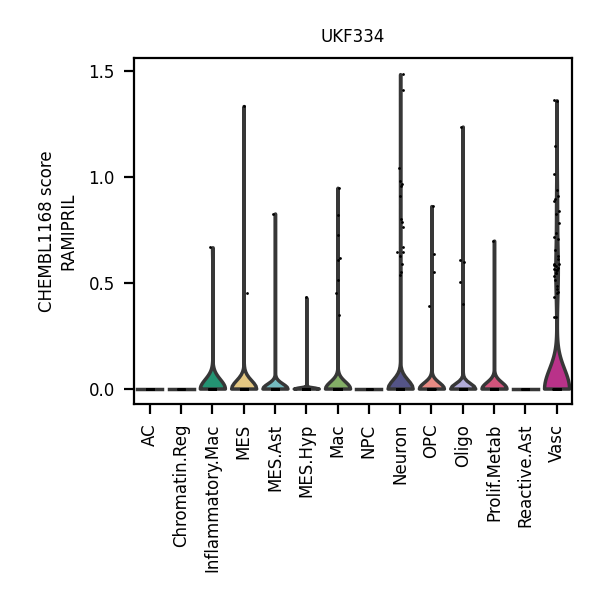 UKF334
CHEMBL1168 score
RAMIPRIL
1.5
1.0
0.5
0.0
AC
Chromatin.Reg
Inflammatory.Mac
MES
MES.Ast
MES.Hyp
Mac
NPC
Neuron
OPC
Oligo
Prolif.Metab
Reactive.Ast
Vasc